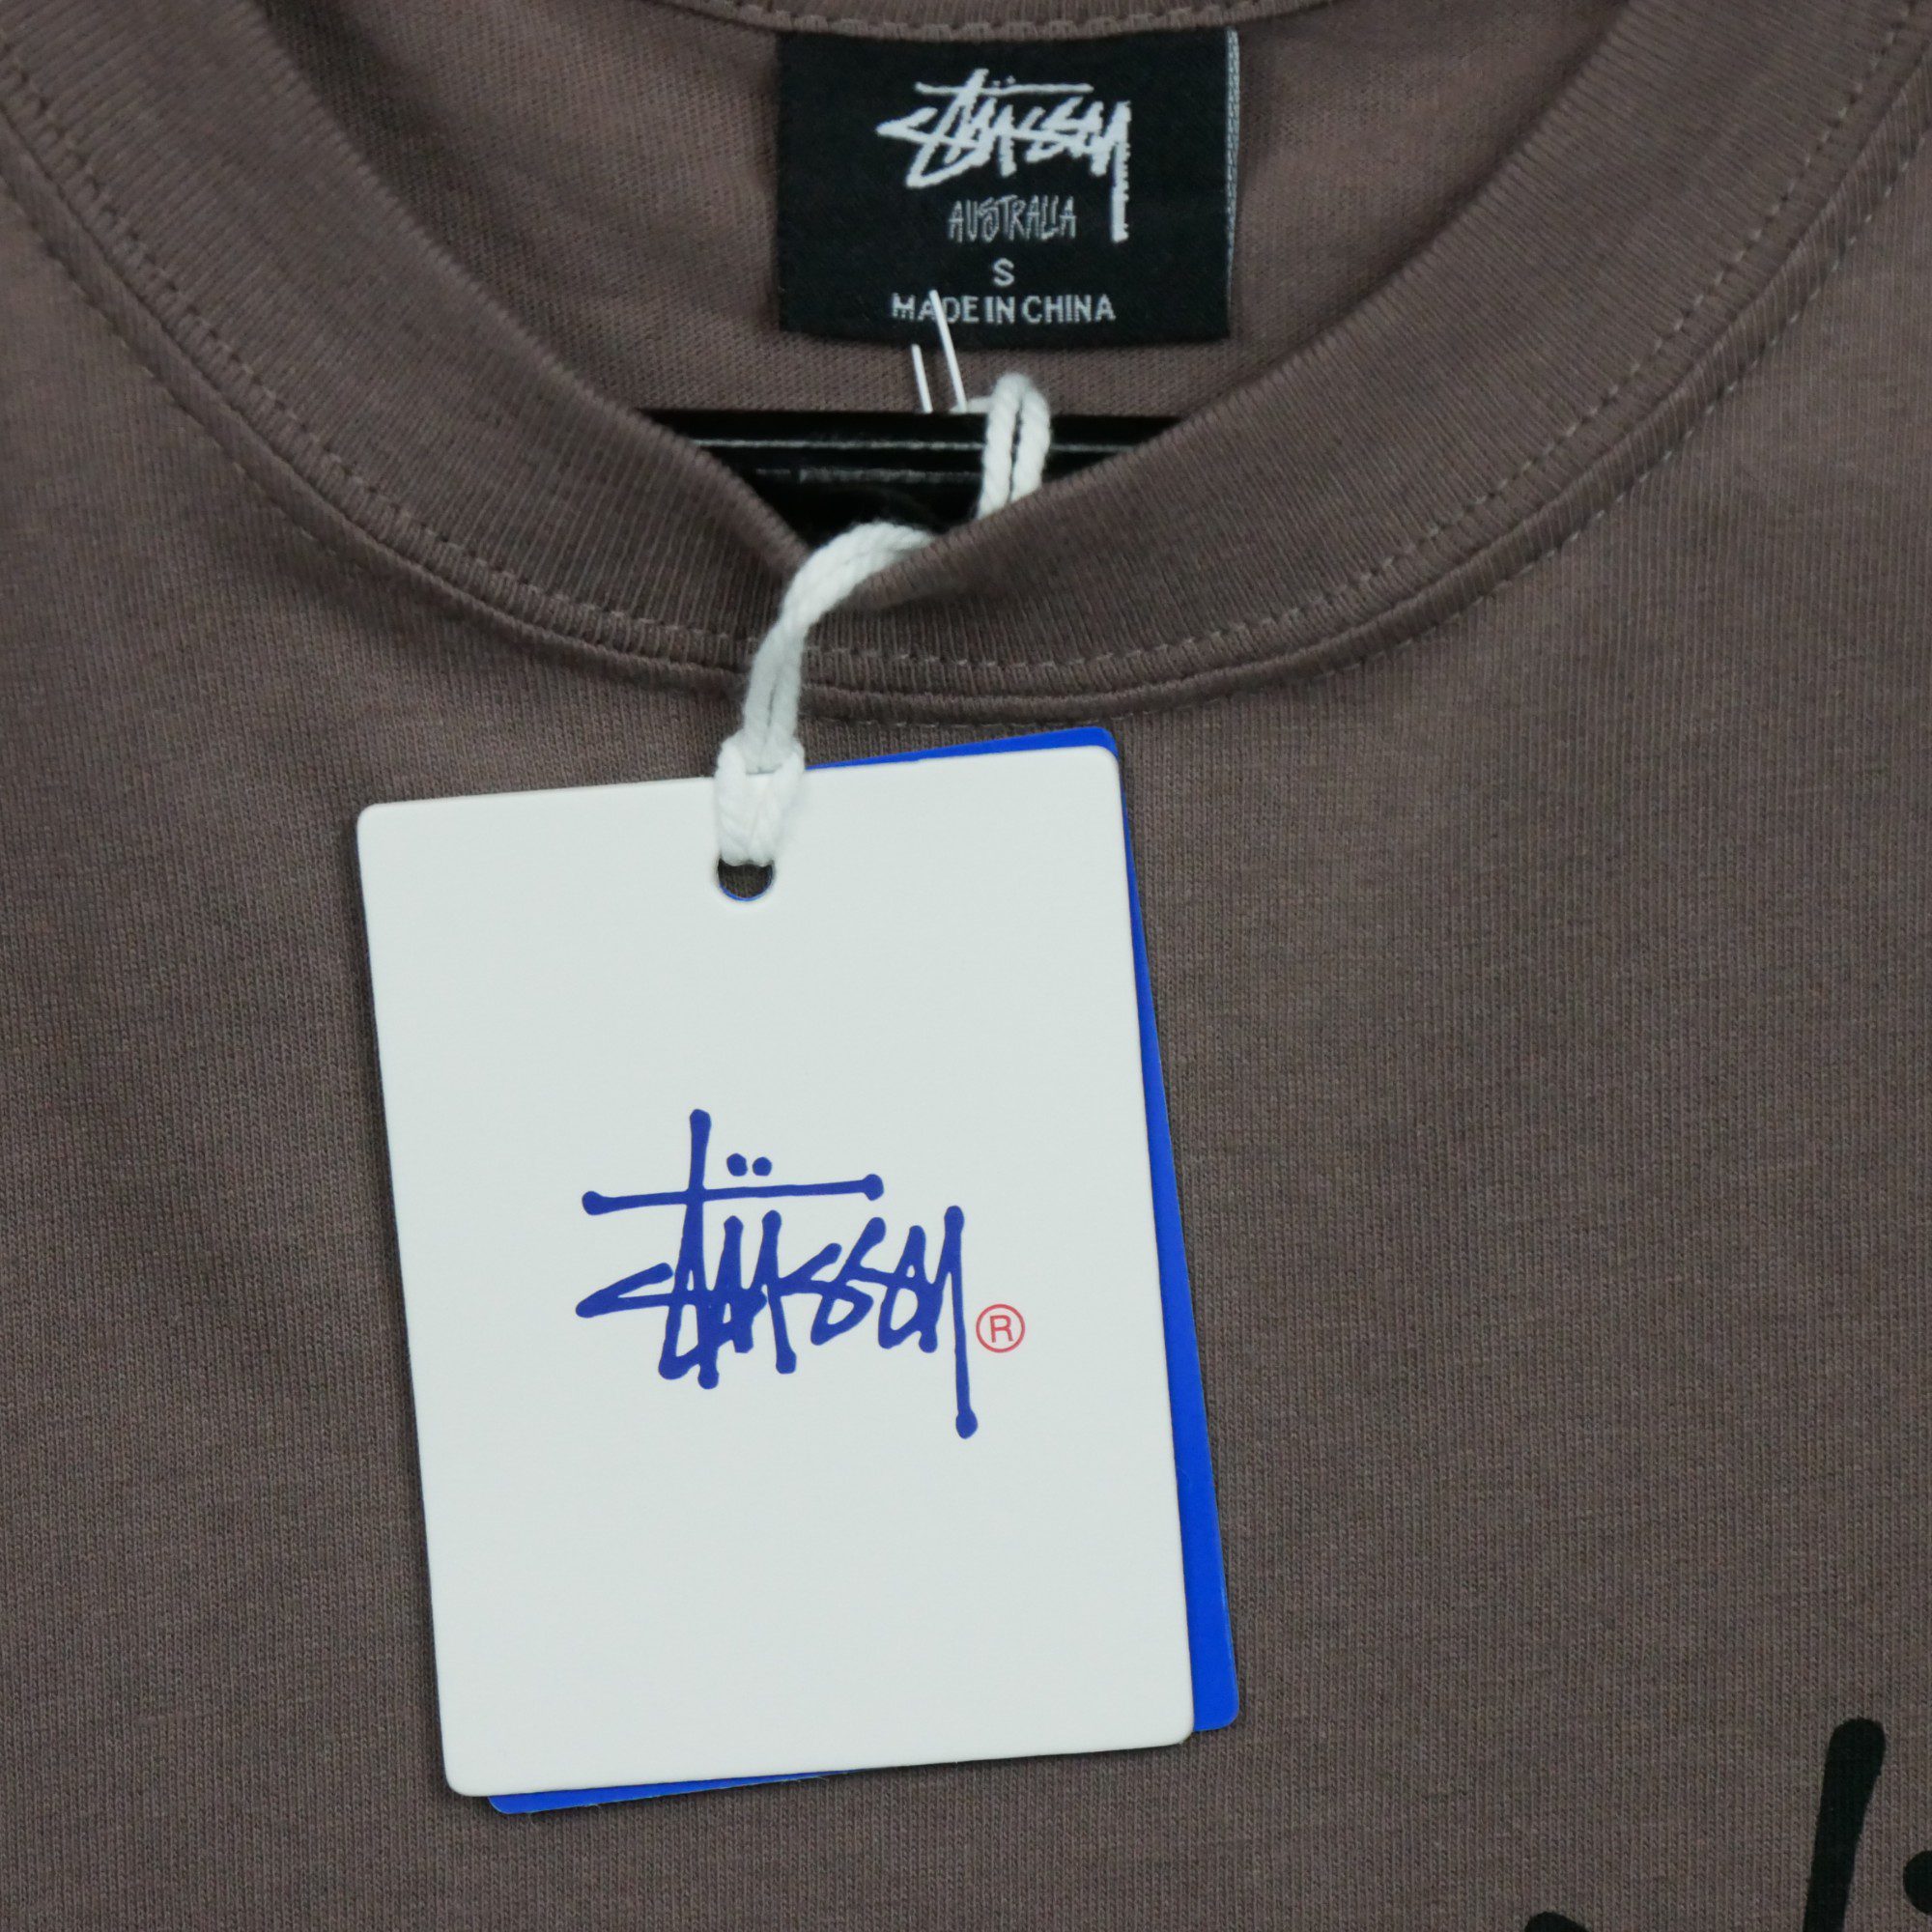 Stüssy
AUSTRALIA
S
MADE IN CHINA
Stüssy ®